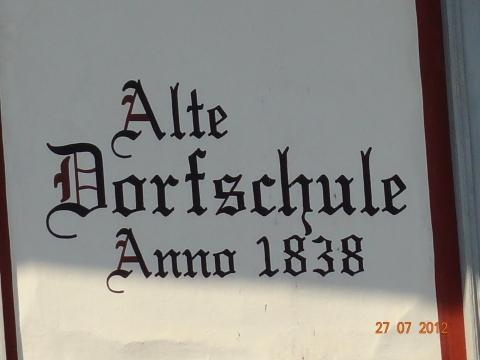 Alte
Dorfschule
Anno 1838
27 07 2012